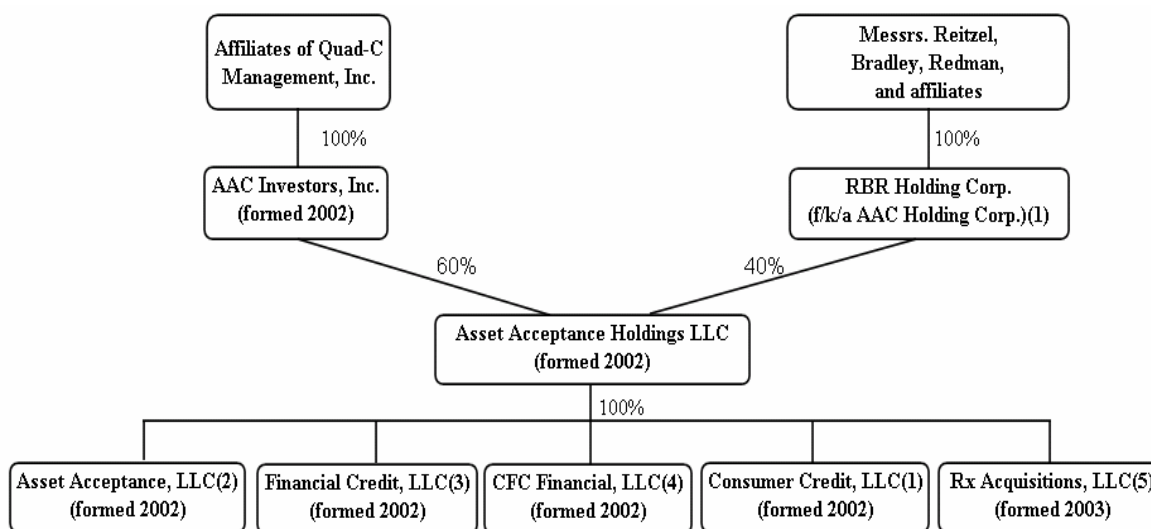 Affiliates of Quad-C
Management, Inc.
Messrs. Reitzel,
Bradley, Redman,
and affiliates
100%
100%
AAC Investors, Inc.
(formed 2002)
RBR Holding Corp.
(f/k/a AAC Holding Corp.)(1)
60%
40%
Asset Acceptance Holdings LLC
(formed 2002)
100%
Asset Acceptance, LLC(2)
(formed 2002)
Financial Credit, LLC(3)
(formed 2002)
CFC Financial, LLC(4)
(formed 2002)
Consumer Credit, LLC(1)
(formed 2002)
Rx Acquisitions, LLC(5)
(formed 2003)